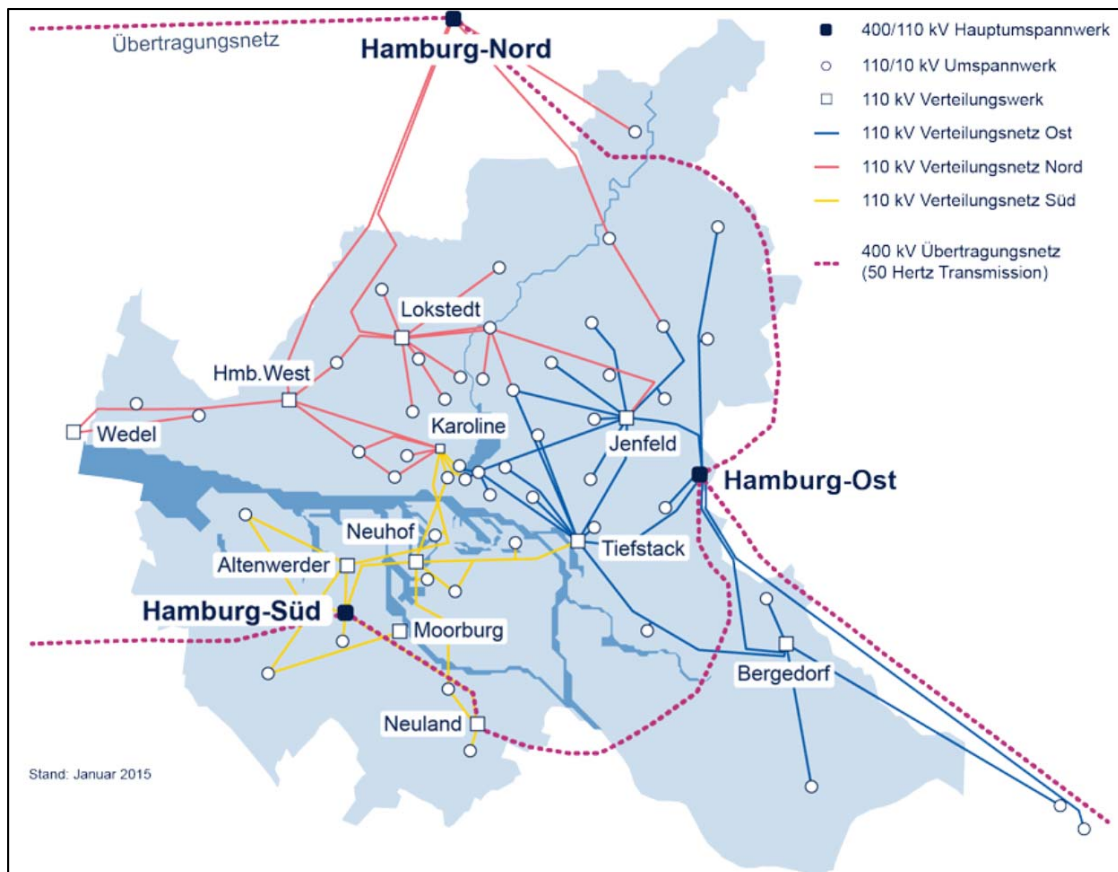 Übertragungsnetz
Hamburg-Nord
400/110 kV Hauptumspannwerk
110/10 kV Umspannwerk
110 kV Verteilungswerk
110 kV Verteilungsnetz Ost
110 kV Verteilungsnetz Nord
110 kV Verteilungsnetz Süd
400 kV Übertragungsnetz
(50 Hertz Transmission)
Lokstedt
Hmb.West
Karoline
Wedel
Jenfeld
Hamburg-Ost
Neuhof
Tiefstack
Altenwerder
Hamburg-Süd
Moorburg
Bergedorf
Neuland
Stand: Januar 2015